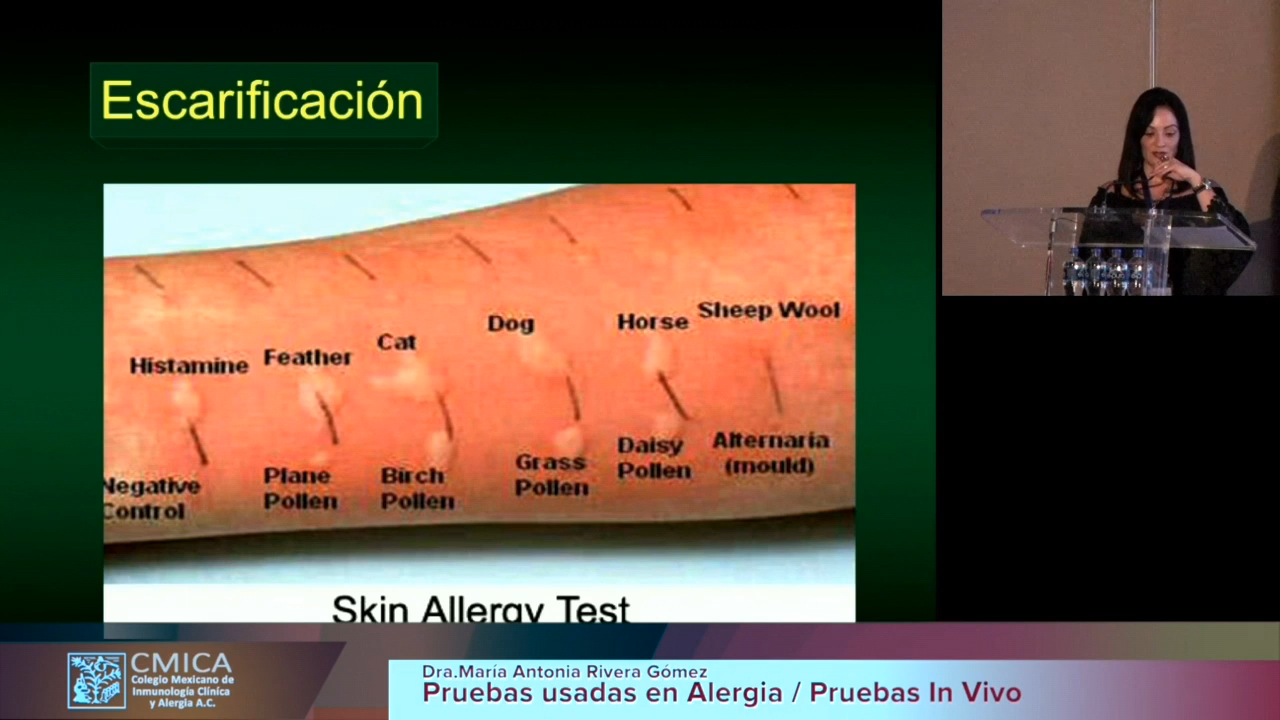 Escarificación
Histamine
Feather
Cat
Dog
Horse
Sheep Wool
Negative
Control
Plane
Pollen
Birch
Pollen
Grass
Pollen
Daisy
Pollen
Alternaria
(mould)
Skin Allergy Test
CMICA
Colegio Mexicano de
Inmunología Clínica
y Alergia A.C.
Dra.María Antonia Rivera Gómez
Pruebas usadas en Alergia / Pruebas In Vivo